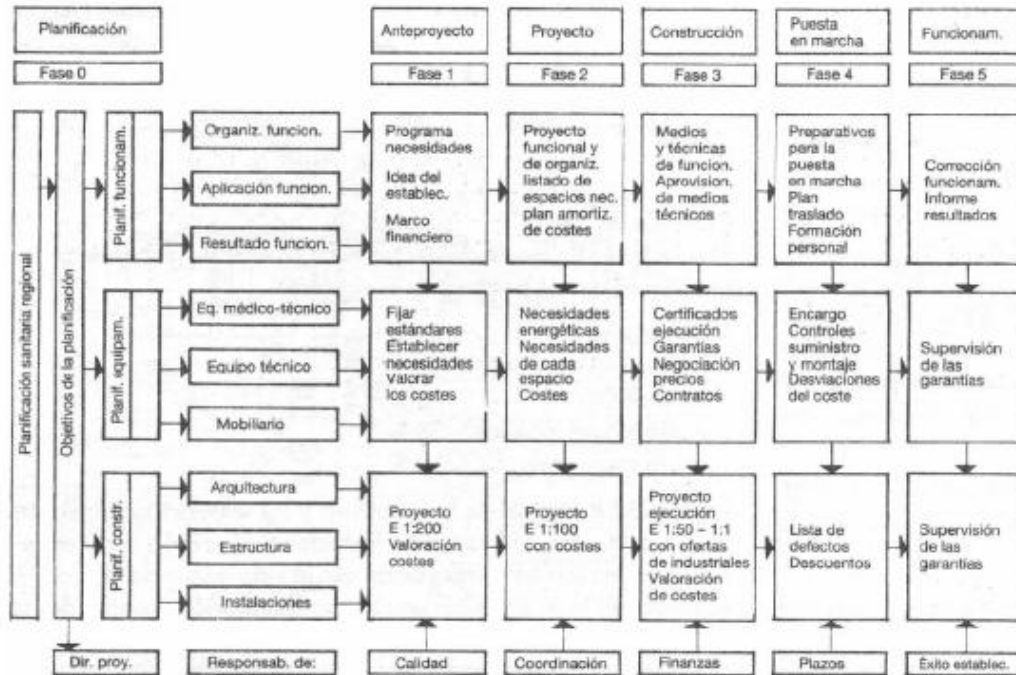 Planificación
Anteproyecto
Proyecto
Construcción
Puesta
en marcha
Funcionam.
Fase 0
Fase 1
Fase 2
Fase 3
Fase 4
Fase 5
Planificación sanitaria regional
Objetivos de la planificación
Planif. funcionam.
Organiz. funcion.
Aplicación funcion.
Resultado funcion.
Programa
necesidades
Idea del
establec.
Marco
financiero
Proyecto
funcional y
de organiz.
listado de
espacios nec.
plan amortiz.
de costes
Medios
y técnicas
de funcion.
Aprovision.
de medios
técnicos
Preparativos
para la
puesta
en marcha
Plan
traslado
Formación
personal
Corrección
funcionam.
Informe
resultados
Planif. equipam.
Eq. médico-técnico
Equipo técnico
Mobiliario
Fijar
estándares
Establecer
necesidades
Valorar
los costes
Necesidades
energéticas
Necesidades
de cada
espacio
Costes
Certificados
ejecución
Garantías
Negociación
precios
Contratos
Encargo
Controles
suministro
y montaje
Desviaciones
del coste
Supervisión
de las
garantías
Planif. constr.
Arquitectura
Estructura
Instalaciones
Proyecto
E 1:200
Valoración
costes
Proyecto
E 1:100
con costes
Proyecto
ejecución
E 1:50 – 1:1
con ofertas
de industriales
Valoración
de costes
Lista de
defectos
Descuentos
Supervisión
de las
garantías
Dir. proy.
Responsab. de:
Calidad
Coordinación
Finanzas
Plazos
Éxito establec.